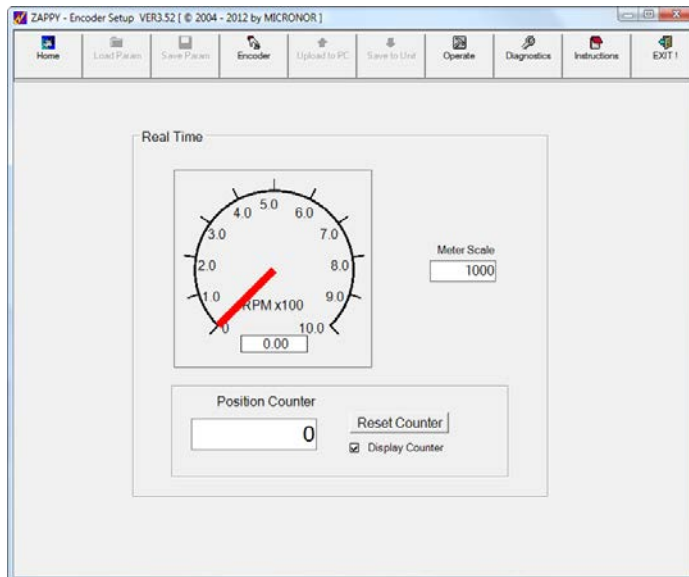 ZAPPY - Encoder Setup VER3.52 [ © 2004 - 2012 by MICRONOR ]
Home Load Param Save Param Encoder Upload to PC Save to Unit Operate Diagnostics Instructions EXIT !
Real Time
5.0
4.0 6.0
3.0 7.0
2.0 8.0
1.0 9.0
RPM x100
0 10.0
0.00
Meter Scale
1000
Position Counter
0
Reset Counter
Display Counter